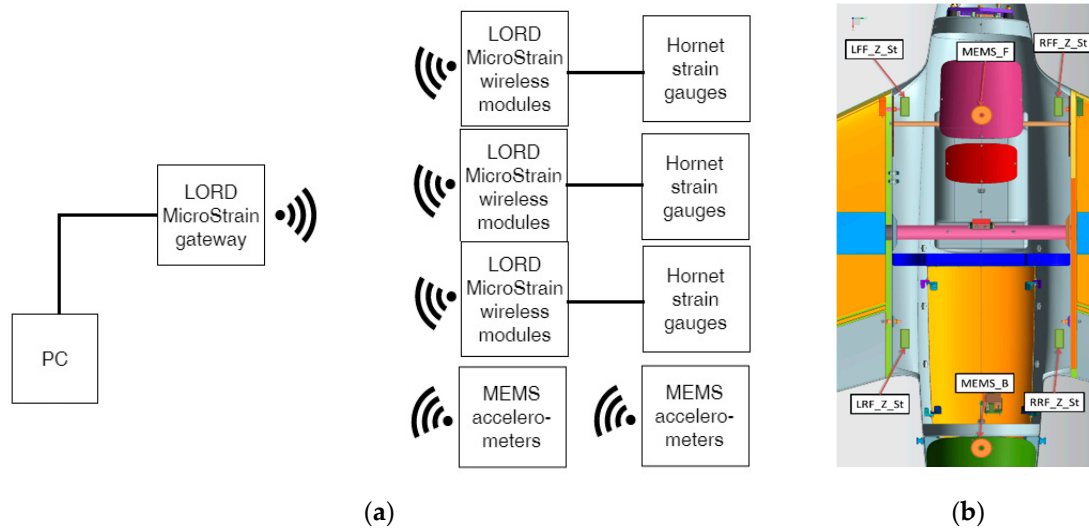 LORD
MicroStrain
wireless
modules
Hornet
strain
gauges
LORD
MicroStrain
wireless
modules
Hornet
strain
gauges
LORD
MicroStrain
gateway
LORD
MicroStrain
wireless
modules
Hornet
strain
gauges
PC
MEMS
accelero-
meters
MEMS
accelero-
meters
(a)
LFF_Z_St
MEMS_F
RFF_Z_St
MEMS_B
LRF_Z_St
RRF_Z_St
(b)